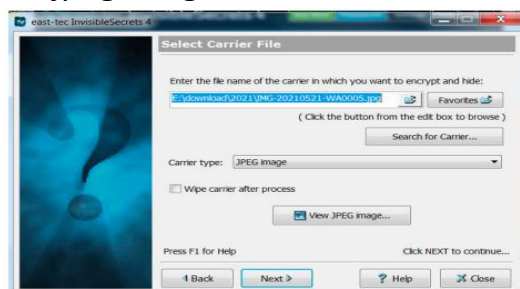 east-tec InvisibleSecrets 4
Select Carrier File
Enter the file name of the carrier in which you want to encrypt and hide:
E:\download\2021\IMG-20210521-WA0005.jpg
Favorites
( Click the button from the edit box to browse )
Search for Carrier...
Carrier type: JPEG image
Wipe carrier after process
View JPEG image...
Press F1 for Help Click NEXT to continue...
Back Next Help Close